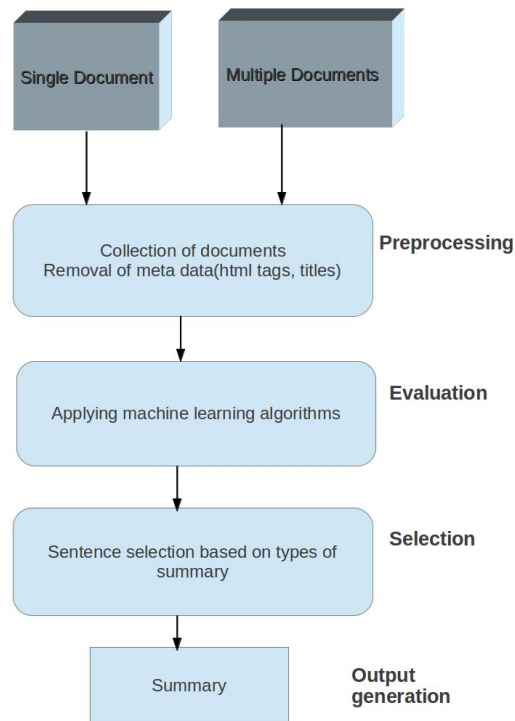 Single Document
Multiple Documents
Collection of documents
Removal of meta data(html tags, titles)
Preprocessing
Applying machine learning algorithms
Evaluation
Sentence selection based on types of
summary
Selection
Summary
Output
generation